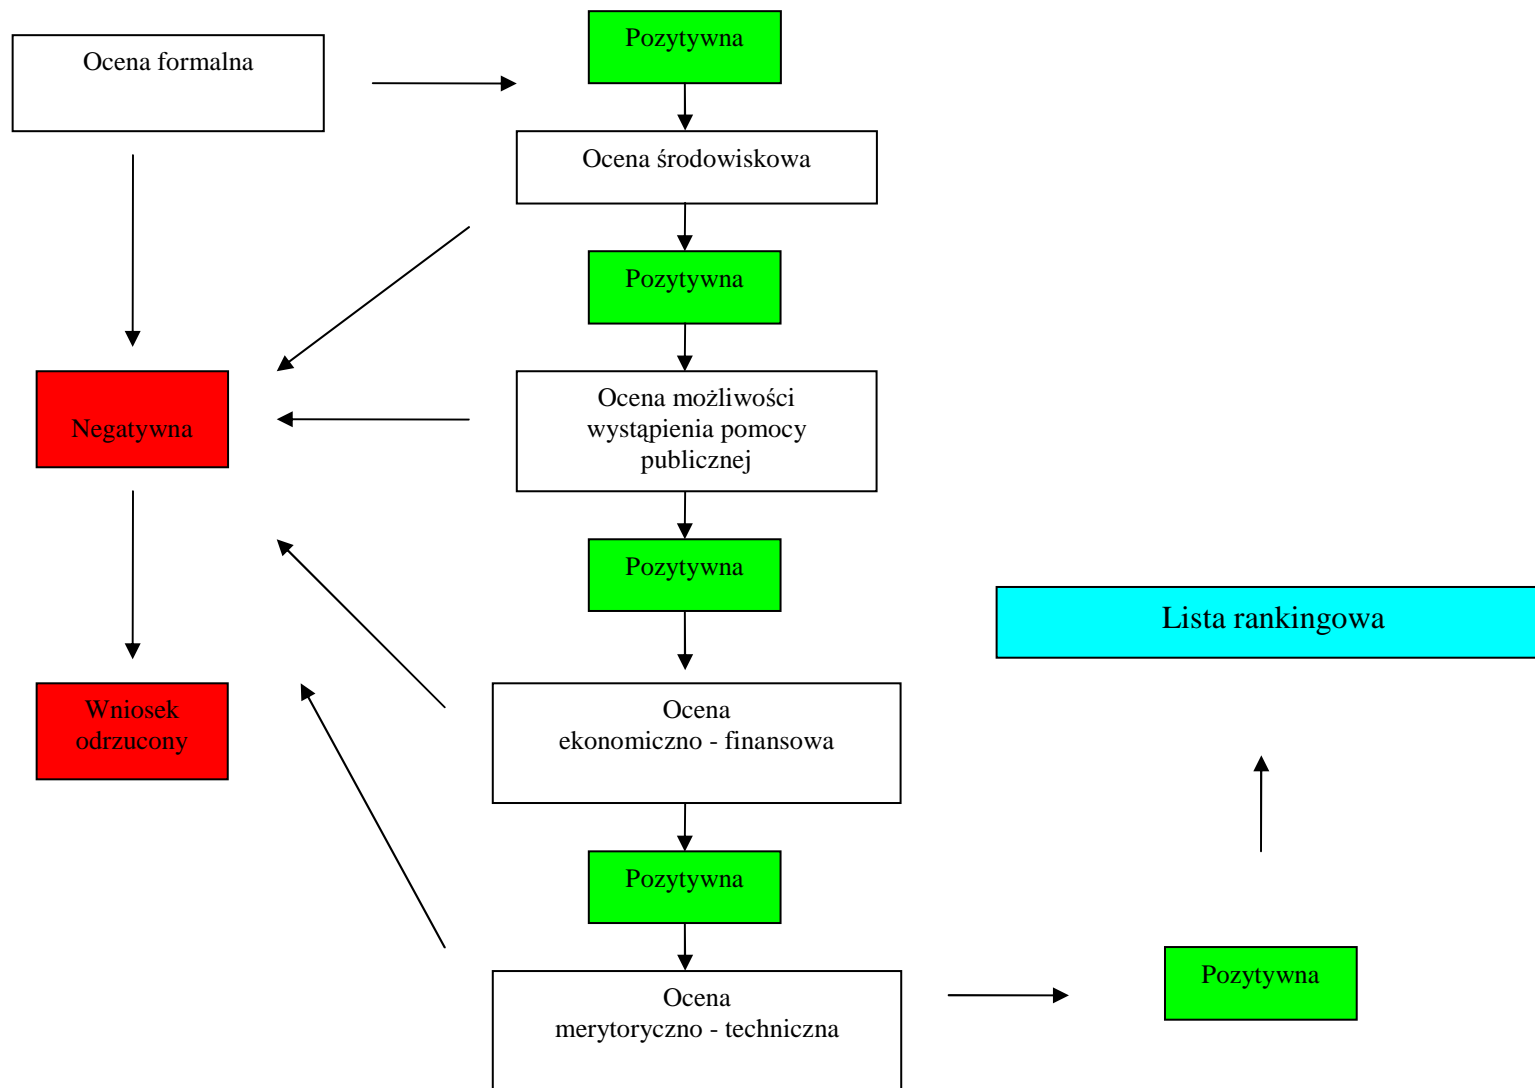 Pozytywna
Ocena formalna
Ocena środowiskowa
Pozytywna
Negatywna
Ocena możliwości
wystąpienia pomocy
publicznej
Pozytywna
Lista rankingowa
Wniosek
odrzucony
Ocena
ekonomiczno - finansowa
Pozytywna
Ocena
merytoryczno - techniczna
Pozytywna